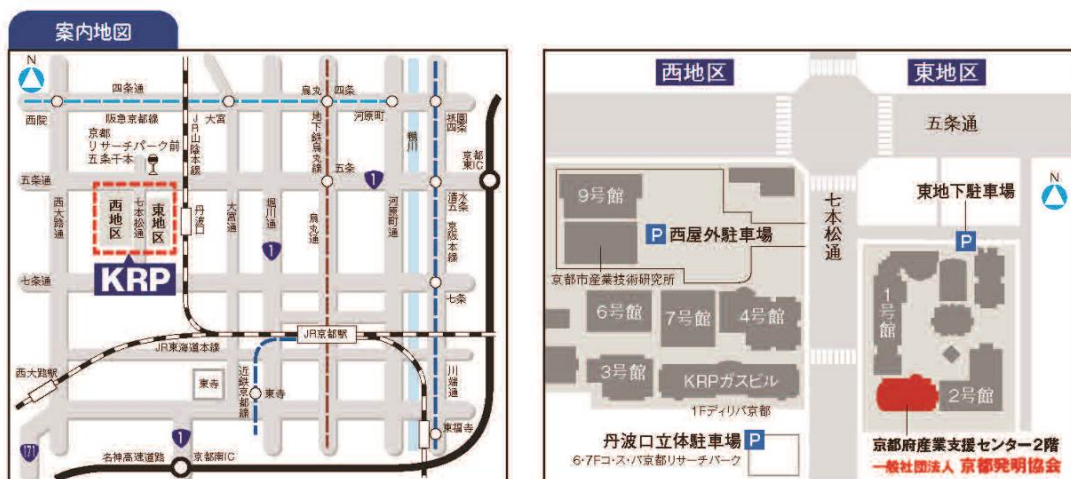 案内地図
N
四条通
烏丸
四条
西院
阪急京都線
大宮
河原町
祇園四条
鴨川
京都
リサーチパーク前
五条千本
JR山陰本線
地下鉄烏丸線
京都東IC
五条通
五条
1
清水五条
西大路通
西地区
七本松通
東地区
丹波口
大宮通
堀川通
烏丸通
河原町通
京阪本線
KRP
1
七条通
七条
JR京都駅
JR東海道本線
西大路駅
東寺
近鉄京都線
東寺
川端通
東福寺
171
1
名神高速道路
京都南IC
西地区
東地区
五条通
N
9号館
P 西屋外駐車場
七本松通
東地下駐車場
P
京都市産業技術研究所
6号館
7号館
4号館
1号館
3号館
KRPガスビル
2号館
1Fディリパ京都
丹波口立体駐車場 P
6・7Fコ・ス・パ京都リサーチパーク
京都府産業支援センター2階
一般社団法人 京都発明協会